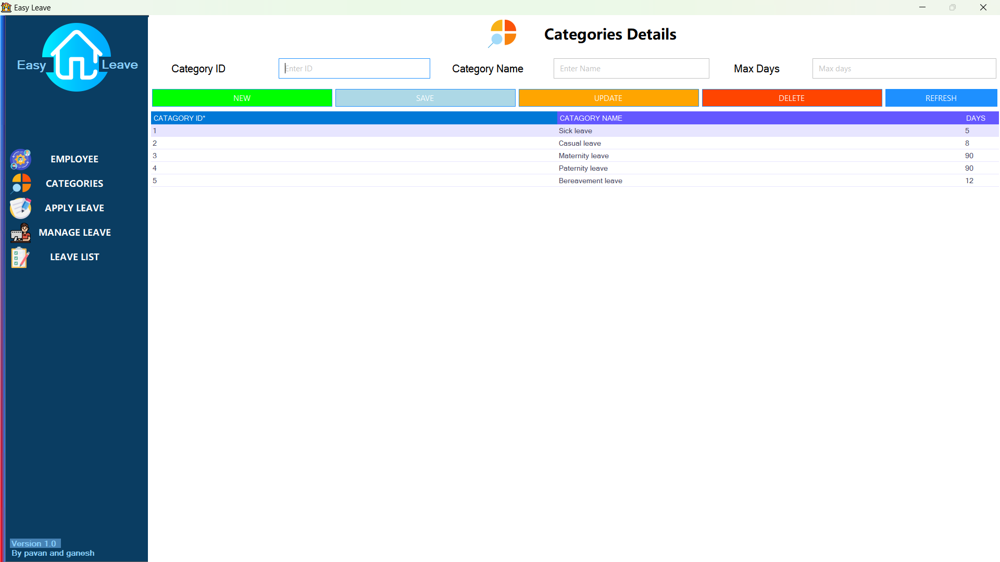 Easy Leave
Easy Leave
Categories Details
Category ID Enter ID Category Name Enter Name Max Days Max days
NEW SAVE UPDATE DELETE REFRESH
CATAGORY ID* CATAGORY NAME DAYS
1 Sick leave 5
2 Casual leave 8
3 Maternity leave 90
4 Paternity leave 90
5 Bereavement leave 12
EMPLOYEE
CATEGORIES
APPLY LEAVE
MANAGE LEAVE
LEAVE LIST
Version 1.0
By pavan and ganesh